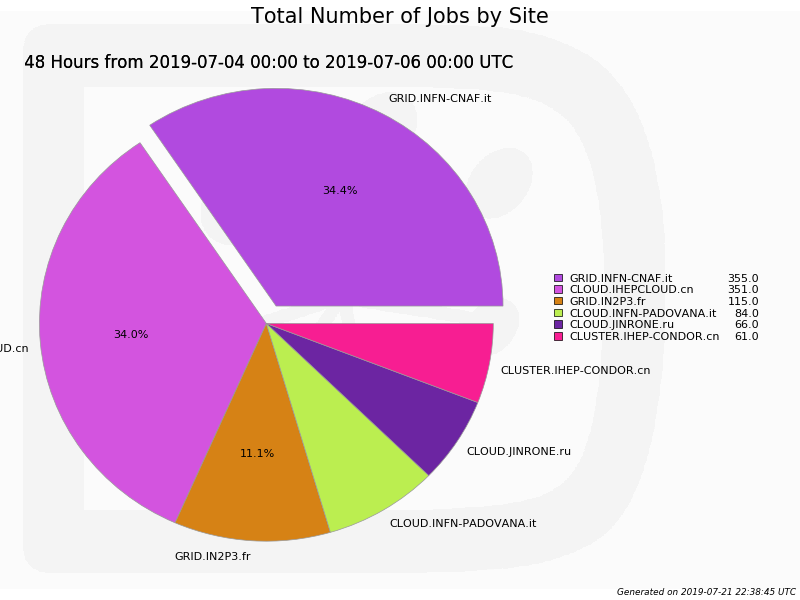 Total Number of Jobs by Site
48 Hours from 2019-07-04 00:00 to 2019-07-06 00:00 UTC
GRID.INFN-CNAF.it
34.4%
GRID.INFN-CNAF.it 355.0
CLOUD.IHEPCLOUD.cn 351.0
GRID.IN2P3.fr 115.0
CLOUD.INFN-PADOVANA.it 84.0
CLOUD.JINRONE.ru 66.0
CLUSTER.IHEP-CONDOR.cn 61.0
34.0%
UD.cn
CLUSTER.IHEP-CONDOR.cn
11.1%
CLOUD.JINRONE.ru
CLOUD.INFN-PADOVANA.it
GRID.IN2P3.fr
Generated on 2019-07-21 22:38:45 UTC